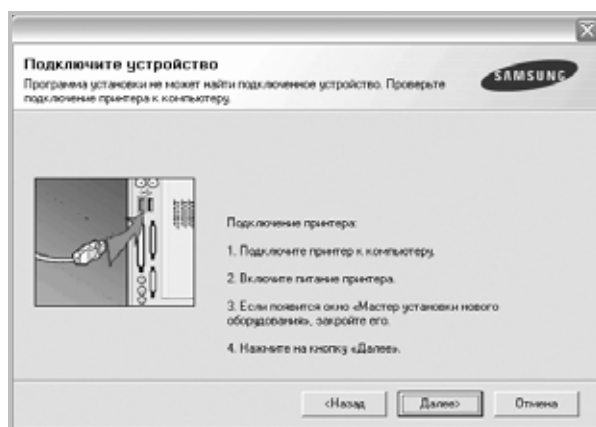 Подключите устройство
SAMSUNG
Программа установки не может найти подключенное устройство. Проверьте
подключение принтера к компьютеру.
Подключение принтера:
1. Подключите принтер к компьютеру.
2. Включите питание принтера.
3. Если появится окно «Мастер установки нового
оборудования», закройте его.
4. Нажмите на кнопку «Далее».
<Назад
Далее>
Отмена